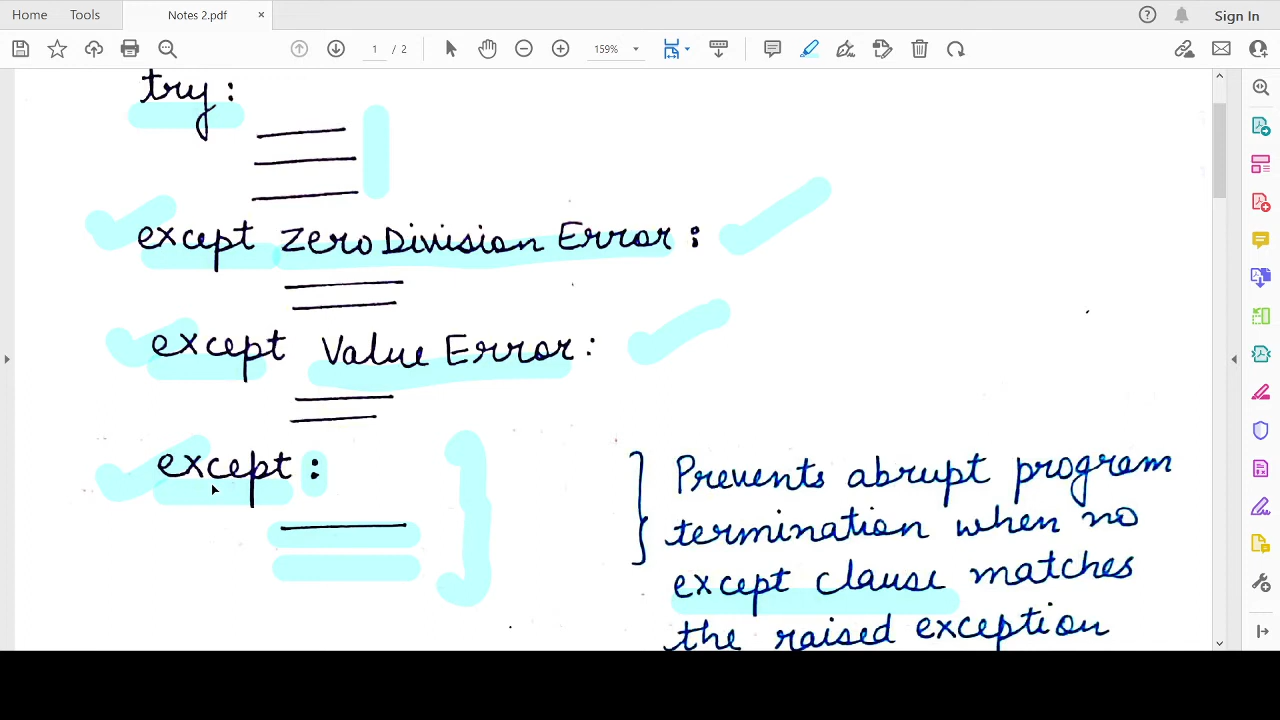 Home Tools Notes 2.pdf × Sign In
1 / 2 159%
try :
except ZeroDivision Error :
except Value Error :
except :
Prevents abrupt program
termination when no
except clause matches
the raised exception